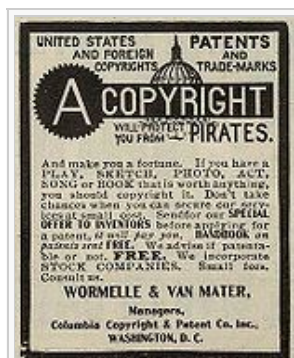 UNITED STATES PATENTS
AND FOREIGN AND
COPYRIGHTS TRADE-MARKS
A COPYRIGHT
WILL PROTECT
YOU FROM PIRATES.
And make you a fortune. If you have a
PLAY, SKETCH, PHOTO, ACT,
SONG or BOOK that is worth anything,
you should copyright it. Don't take
chances when you can secure our serv-
ices at small cost. Send for our SPECIAL
OFFER TO INVENTORS before applying for
a patent, it will pay you. HANDBOOK on
patents sent FREE. We advise if patenta-
ble or not. FREE. We incorporate
STOCK COMPANIES. Small fees.
Consult us.
WORMELLE & VAN MATER,
Managers,
Columbia Copyright & Patent Co. Inc.,
WASHINGTON, D. C.